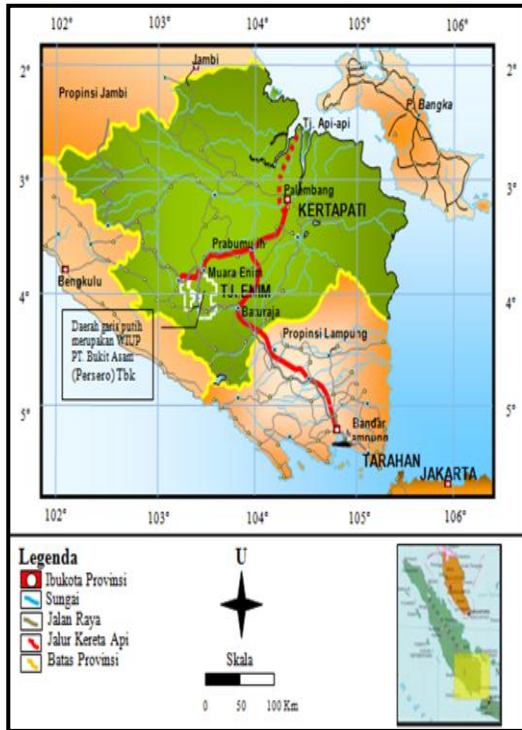 102° 103° 104° 105° 106°
2°
Jambi
Propinsi Jambi
P. Bangka
Tj. Api-api
3°
Palembang
KERTAPATI
Prabumulih
Muara Enim
TJ. ENIM
Bengkulu
4°
Baturaja
Daerah garis putih
merupakan WIUP
PT. Bukit Asam
(Persero) Tbk
Propinsi Lampung
5°
Bandar
Lampung
TARAHAN
JAKARTA
2°
3°
4°
5°
102° 103° 104° 105° 106°
Legenda
Ibukota Provinsi
Sungai
Jalan Raya
Jalur Kereta Api
Batas Provinsi
U
Skala
0 50 100 Km